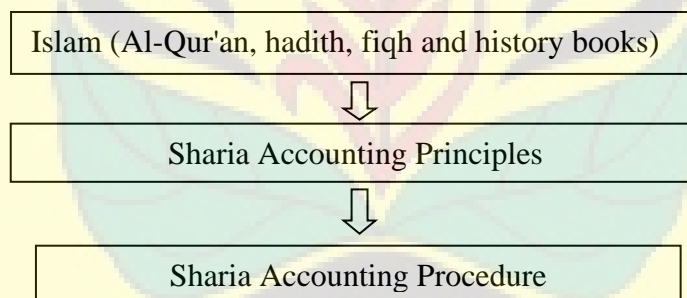 Islam (Al-Qur'an, hadith, fiqh and history books)
Sharia Accounting Principles
Sharia Accounting Procedure